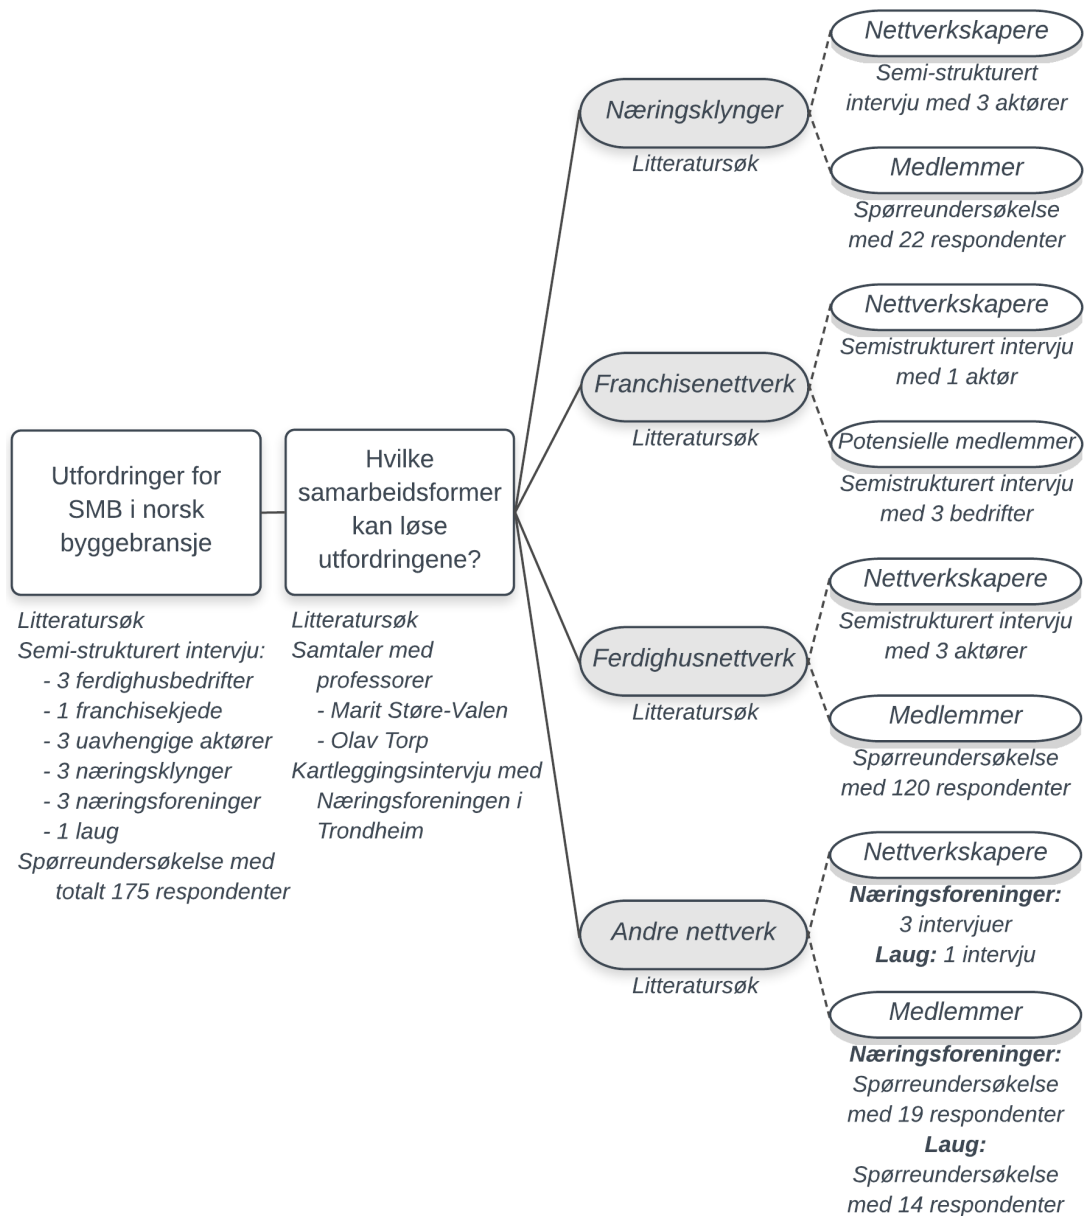 Utfordringer for
SMB i norsk
byggebransje
Litteratursøk
Semi-strukturert intervju:
- 3 ferdighusbedrifter
- 1 franchisekjede
- 3 uavhengige aktører
- 3 næringsklynger
- 3 næringsforeninger
- 1 laug
Spørreundersøkelse med
totalt 175 respondenter
Hvilke
samarbeidsformer
kan løse
utfordringene?
Litteratursøk
Samtaler med
professorer
- Marit Støre-Valen
- Olav Torp
Kartleggingsintervju med
Næringsforeningen i
Trondheim
Næringsklynger
Litteratursøk
Nettverkskapere
Semi-strukturert
intervju med 3 aktører
Medlemmer
Spørreundersøkelse
med 22 respondenter
Franchisenettverk
Litteratursøk
Nettverkskapere
Semistrukturert intervju
med 1 aktør
Potensielle medlemmer
Semistrukturert intervju
med 3 bedrifter
Ferdighusnettverk
Litteratursøk
Nettverkskapere
Semistrukturert intervju
med 3 aktører
Medlemmer
Spørreundersøkelse
med 120 respondenter
Andre nettverk
Litteratursøk
Nettverkskapere
Næringsforeninger:
3 intervjuer
Laug: 1 intervju
Medlemmer
Næringsforeninger:
Spørreundersøkelse
med 19 respondenter
Laug:
Spørreundersøkelse
med 14 respondenter